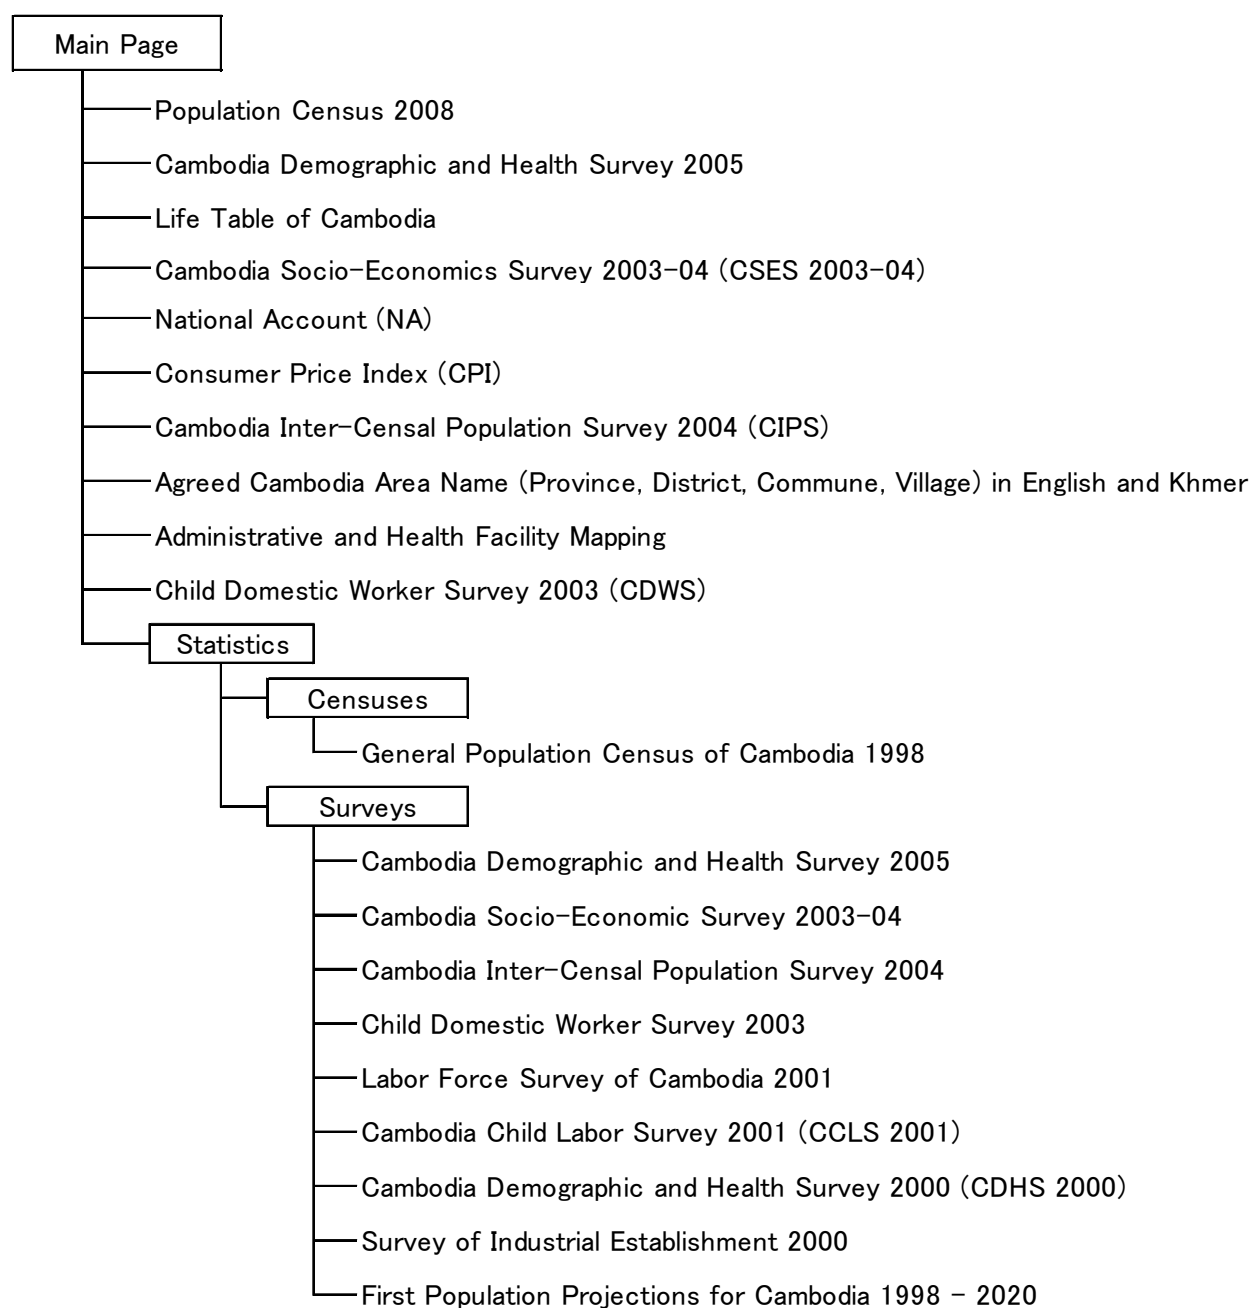 Main Page
Population Census 2008
Cambodia Demographic and Health Survey 2005
Life Table of Cambodia
Cambodia Socio-Economics Survey 2003-04 (CSES 2003-04)
National Account (NA)
Consumer Price Index (CPI)
Cambodia Inter-Censal Population Survey 2004 (CIPS)
Agreed Cambodia Area Name (Province, District, Commune, Village) in English and Khmer
Administrative and Health Facility Mapping
Child Domestic Worker Survey 2003 (CDWS)
Statistics
Censuses
General Population Census of Cambodia 1998
Surveys
Cambodia Demographic and Health Survey 2005
Cambodia Socio-Economic Survey 2003-04
Cambodia Inter-Censal Population Survey 2004
Child Domestic Worker Survey 2003
Labor Force Survey of Cambodia 2001
Cambodia Child Labor Survey 2001 (CCLS 2001)
Cambodia Demographic and Health Survey 2000 (CDHS 2000)
Survey of Industrial Establishment 2000
First Population Projections for Cambodia 1998 - 2020